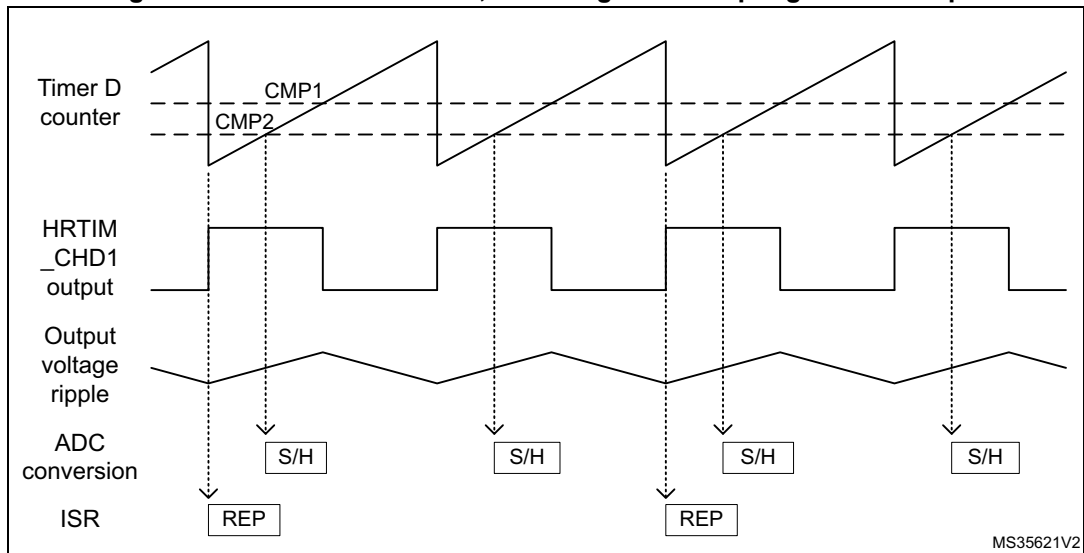 Timer D
counter
CMP1
CMP2
HRTIM
_CHD1
output
Output
voltage
ripple
ADC
conversion
S/H
S/H
S/H
S/H
ISR
REP
REP
MS35621V2